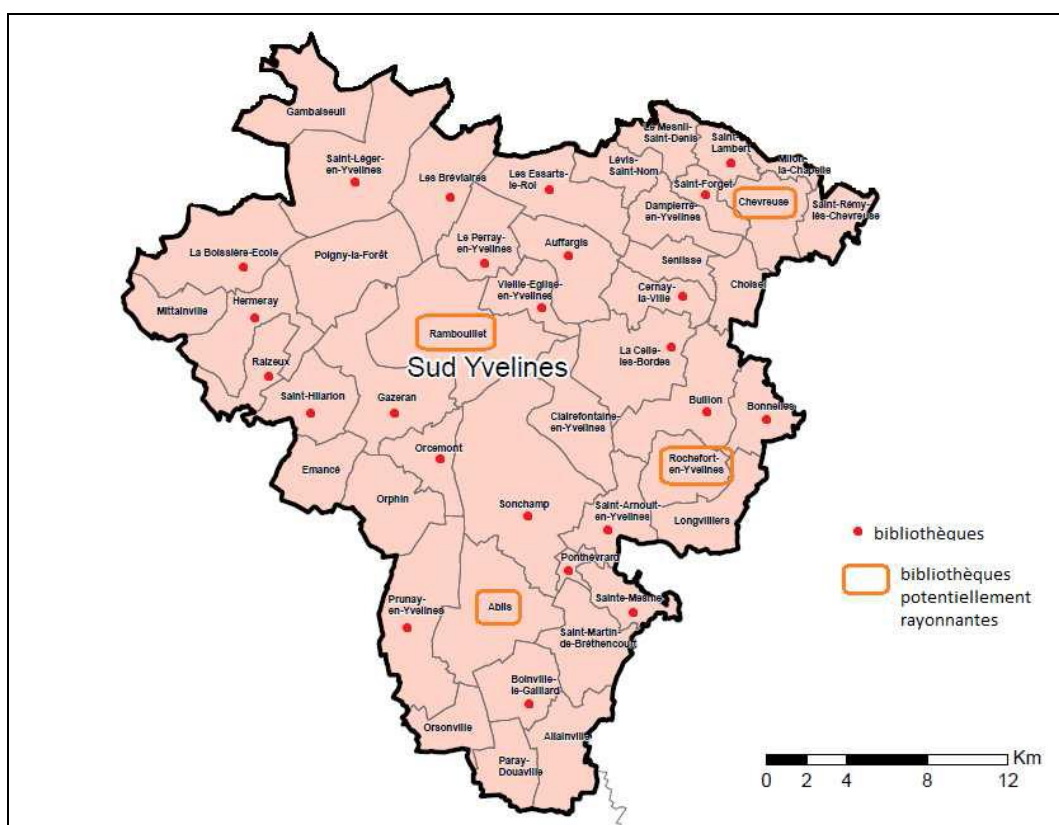 Gambaiseuil
Le Mesnil-
Saint-Denis
Saint-
Lambert
Milon-
la-Chapelle
Saint-Léger-
en-Yvelines
Les Bréviaires
Les Essarts-
le-Roi
Lévis-
Saint-Nom
Saint-Forget
Chevreuse
Saint-Rémy-
lès-Chevreuse
Dampierre-
en-Yvelines
La Boissière-Ecole
Poigny-la-Forêt
Le Perray-
en-Yvelines
Auffargis
Senlisse
Choisel
Mittainville
Hermeray
Vieille-Eglise-
en-Yvelines
Cernay-
la-Ville
Rambouillet
Sud Yvelines
La Celle-
les-Bordes
Raizeux
Saint-Hilarion
Gazeran
Clairefontaine-
en-Yvelines
Bullion
Bonnelles
Orcemont
Emancé
Rochefort-
en-Yvelines
Orphin
Sonchamp
Saint-Arnoult-
en-Yvelines
Longvilliers
Ponthévrard
Prunay-
en-Yvelines
Ablis
Sainte-Mesme
Saint-Martin-
de-Bréthencourt
Boinville-
le-Gaillard
Orsonville
Allainville
Paray-
Douaville
bibliothèques
bibliothèques
potentiellement
rayonnantes
Km
0 2 4 8 12